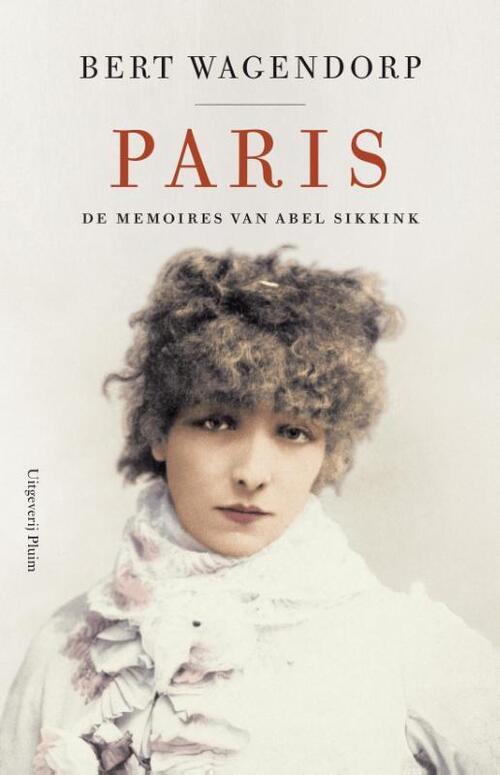 BERT WAGENDORP
PARIS
DE MEMOIRES VAN ABEL SIKKINK
Uitgeverij Pluim